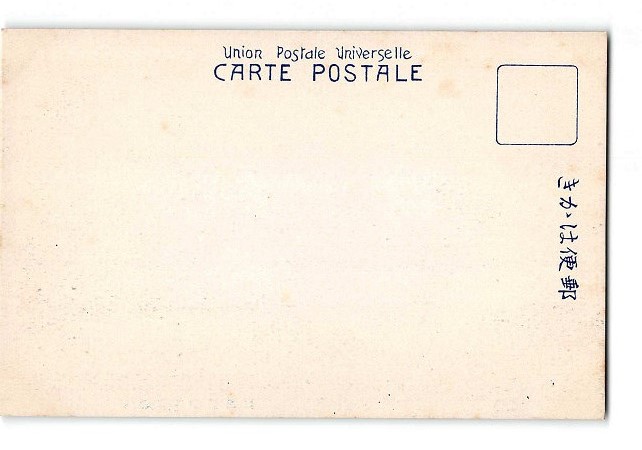 Union Postale Universelle
CARTE POSTALE
きかは便郵